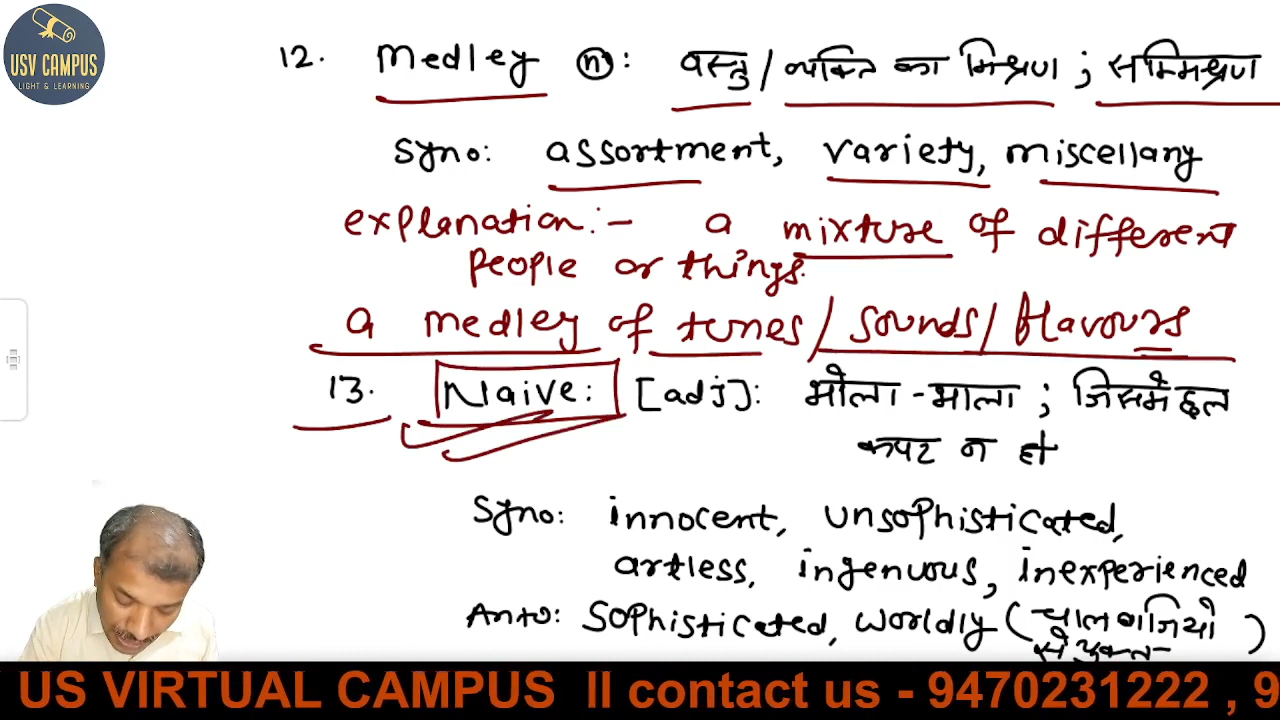 USV CAMPUS
LIGHT & LEARNING
12. Medley (n): वस्तु / व्यक्ति का मिश्रण ; सम्मिश्रण
Syno: assortment, variety, miscellany
explanation:- a mixture of different
people or things.
a medley of tunes / sounds / flavours
13. Naive: [adj]: भोला - भाला ; जिसमे छल
कपट न हो
Syno: innocent, unsophisticated,
artless, ingenuous, inexperienced
Anto: Sophisticated, worldly (चालबाजियो
से युक्त)
US VIRTUAL CAMPUS II contact us - 9470231222 , 9